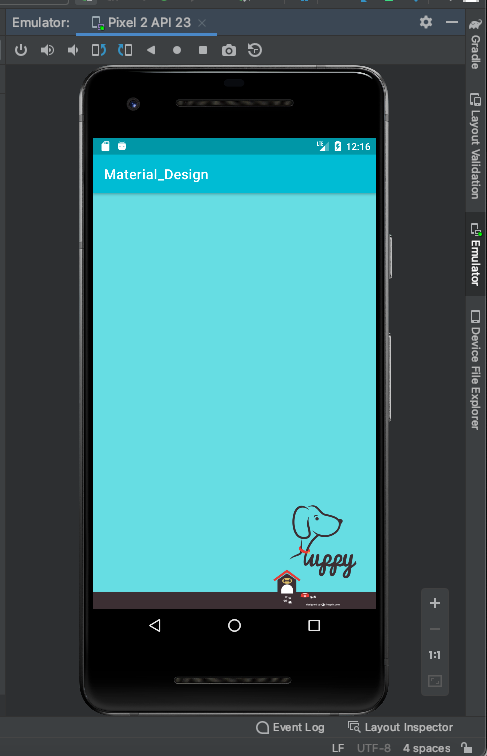 Emulator: Pixel 2 API 23
Gradle
Layout Validation
Emulator
Device File Explorer
LTE 12:16
Material_Design
uppy
1:1
Event Log Layout Inspector
LF UTF-8 4 spaces